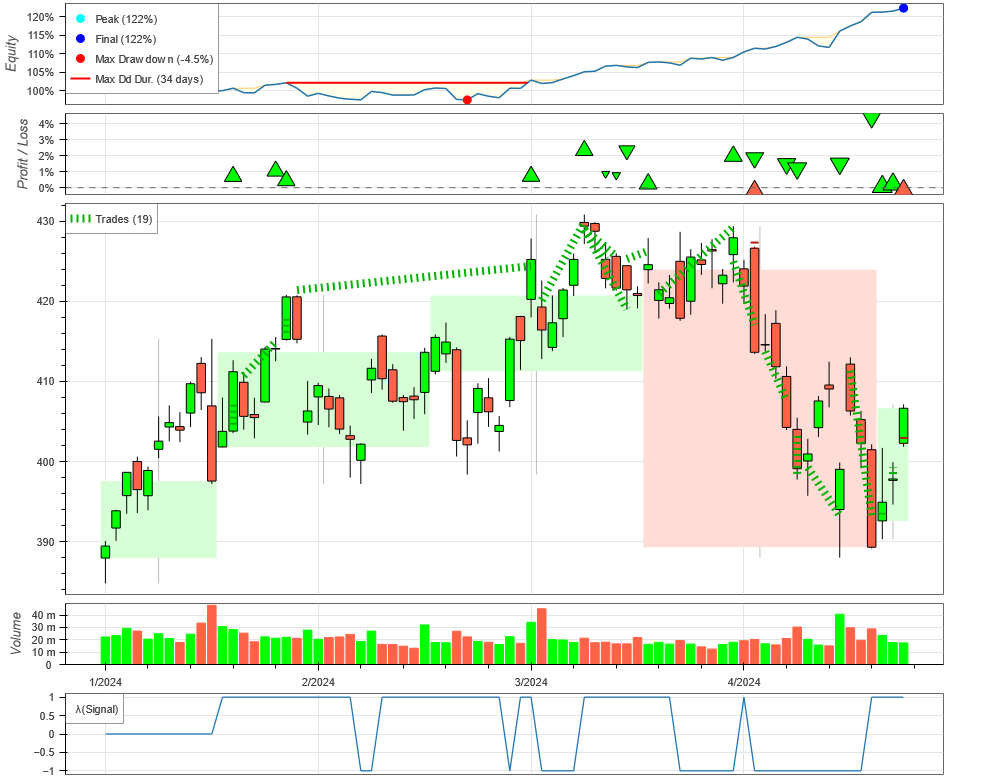 Equity
120%
115%
110%
105%
100%
Peak (122%)
Final (122%)
Max Drawdown (-4.5%)
Max Dd Dur. (34 days)
Profit / Loss
4%
3%
2%
1%
0%
430
420
410
400
390
Trades (19)
Volume
40 m
30 m
20 m
10 m
0
1/2024
2/2024
3/2024
4/2024
1
0.5
0
−0.5
−1
λ(Signal)